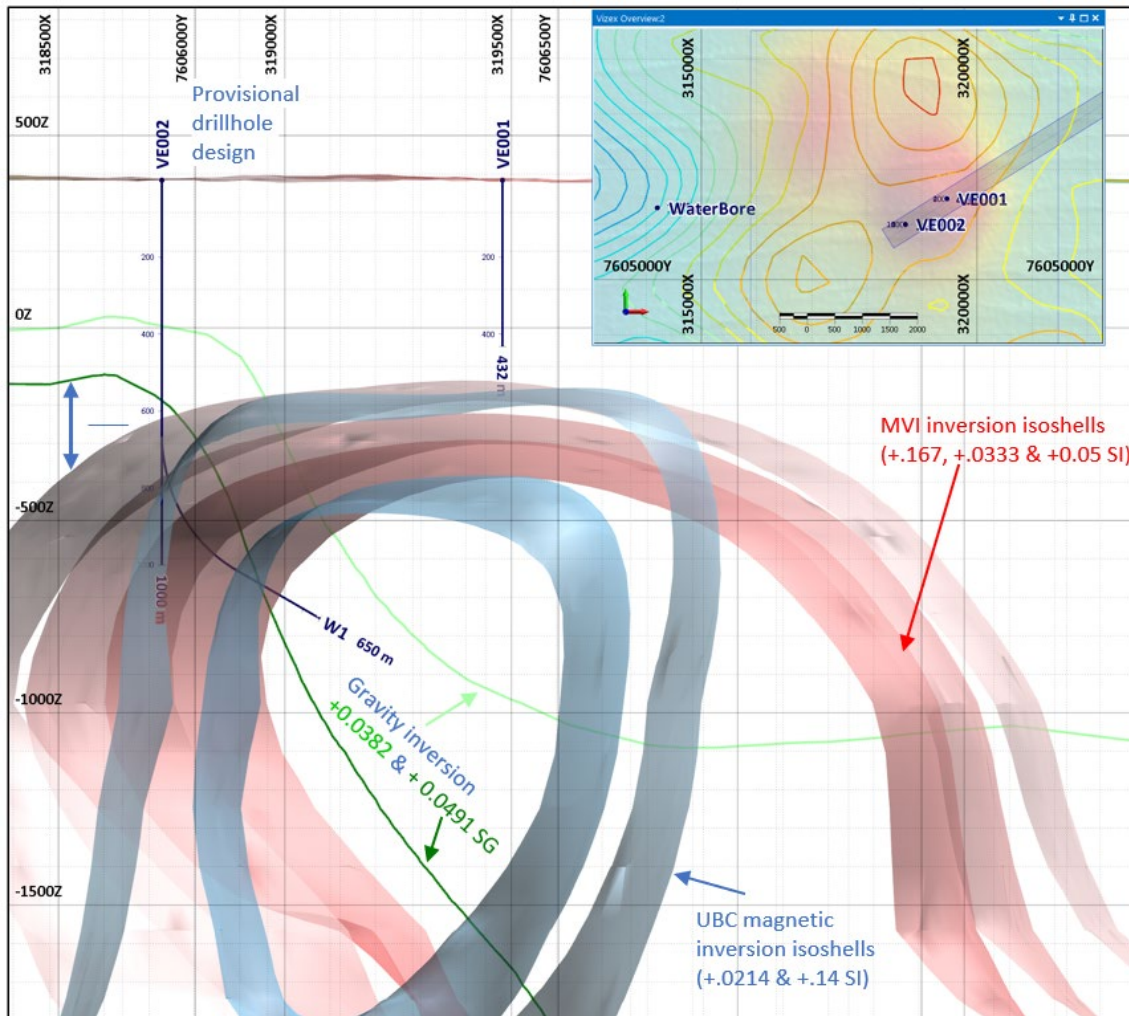 318500X
7606000Y
319000X
319500X
7606500Y
Provisional
drillhole
design
500Z
VE002
VE001
200
200
0Z
400
400
432 m
600
-500Z
1000 m
W1 650 m
-1000Z
Gravity inversion
+0.0382 & + 0.0491 SG
-1500Z
MVI inversion isoshells
(+.167, +.0333 & +0.05 SI)
UBC magnetic
inversion isoshells
(+.0214 & +.14 SI)
Vizex Overview:2
315000X
320000X
WaterBore
VE001
VE002
7605000Y
7605000Y
315000X
320000X
500 0 500 1000 1500 2000